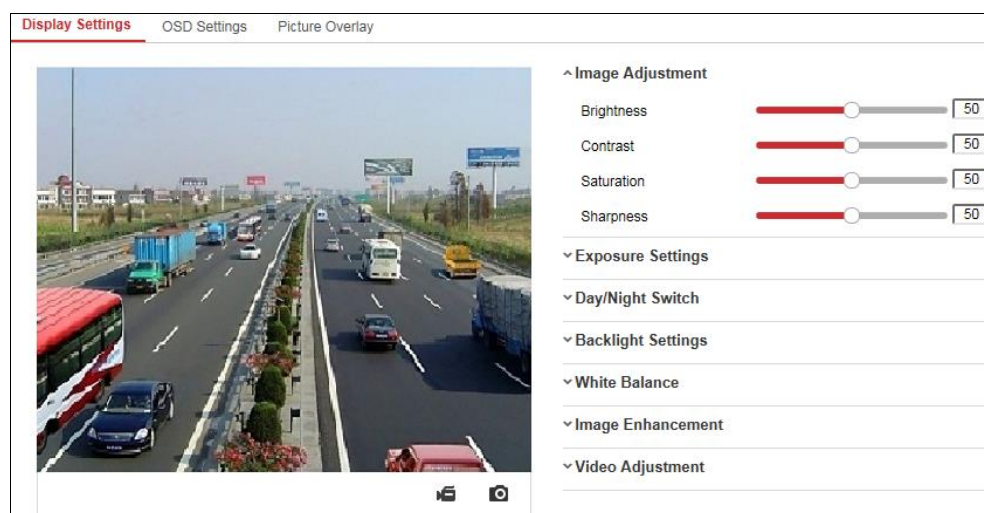 Display Settings OSD Settings Picture Overlay
Image Adjustment
Brightness 50
Contrast 50
Saturation 50
Sharpness 50
Exposure Settings
Day/Night Switch
Backlight Settings
White Balance
Image Enhancement
Video Adjustment